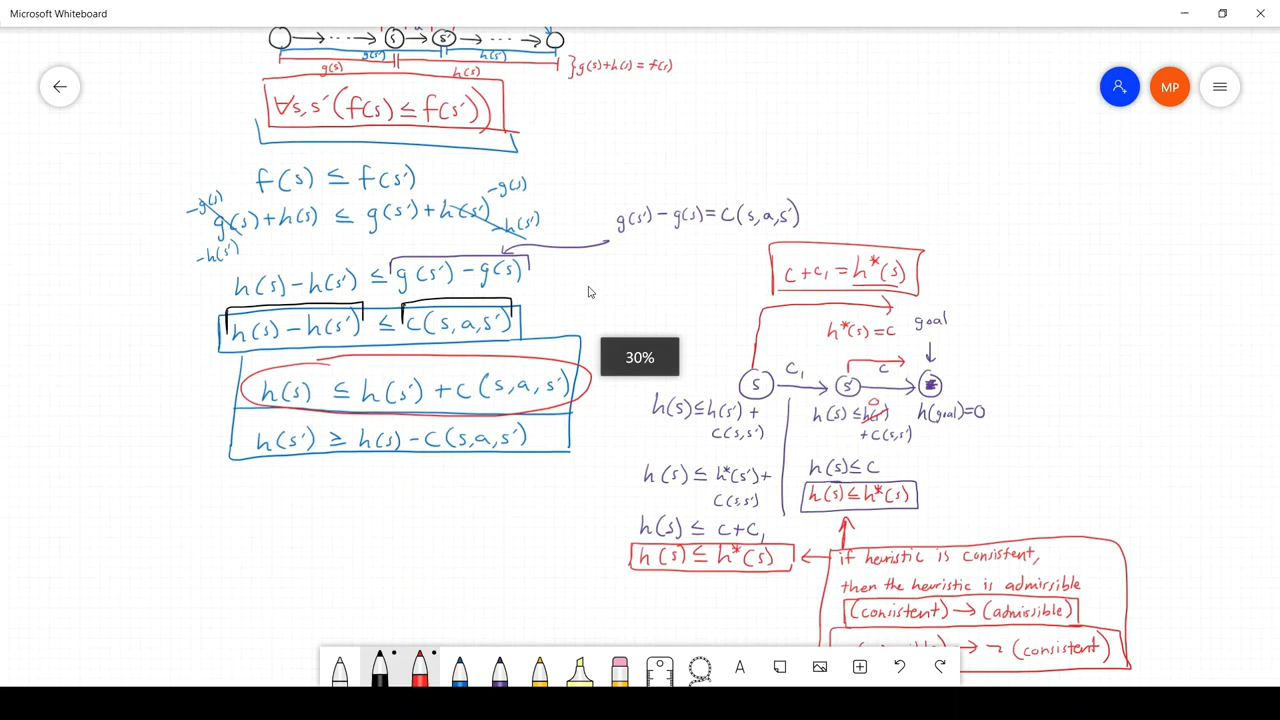 Microsoft Whiteboard
s s'
g(s') h(s')
g(s) h(s) } g(s) + h(s) = f(s)
∀s, s' (f(s) ≤ f(s'))
f(s) ≤ f(s')
-g(s) -g(s)
g(s) + h(s) ≤ g(s') + h(s')
-h(s') -h(s')
h(s) - h(s') ≤ g(s') - g(s)
h(s) - h(s') ≤ c(s, a, s')
h(s) ≤ h(s') + c(s, a, s')
h(s') ≥ h(s) - c(s, a, s')
g(s') - g(s) = c(s, a, s')
MP
c + c₁ = h*(s)
h*(s) = c
goal
30%
s c₁ s' c
h(s) ≤ h(s') +
c(s, s')
0
h(s) ≤ h(s')
+ c(s, s')
h(goal) = 0
h(s) ≤ h*(s') +
c(s, s')
h(s) ≤ c + c₁
h(s) ≤ h*(s)
h(s) ≤ c
h(s) ≤ h*(s)
if heuristic is consistent,
then the heuristic is admissible
(consistent) → (admissible)
→ ¬ (consistent)
A